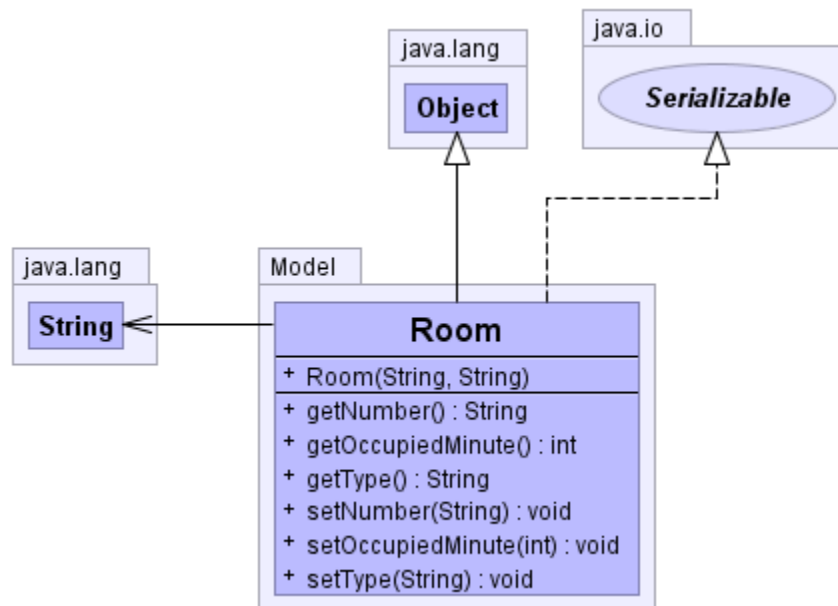 java.lang
Object
java.io
Serializable
java.lang
String
Model
Room
+ Room(String, String)
+ getNumber() : String
+ getOccupiedMinute() : int
+ getType() : String
+ setNumber(String) : void
+ setOccupiedMinute(int) : void
+ setType(String) : void